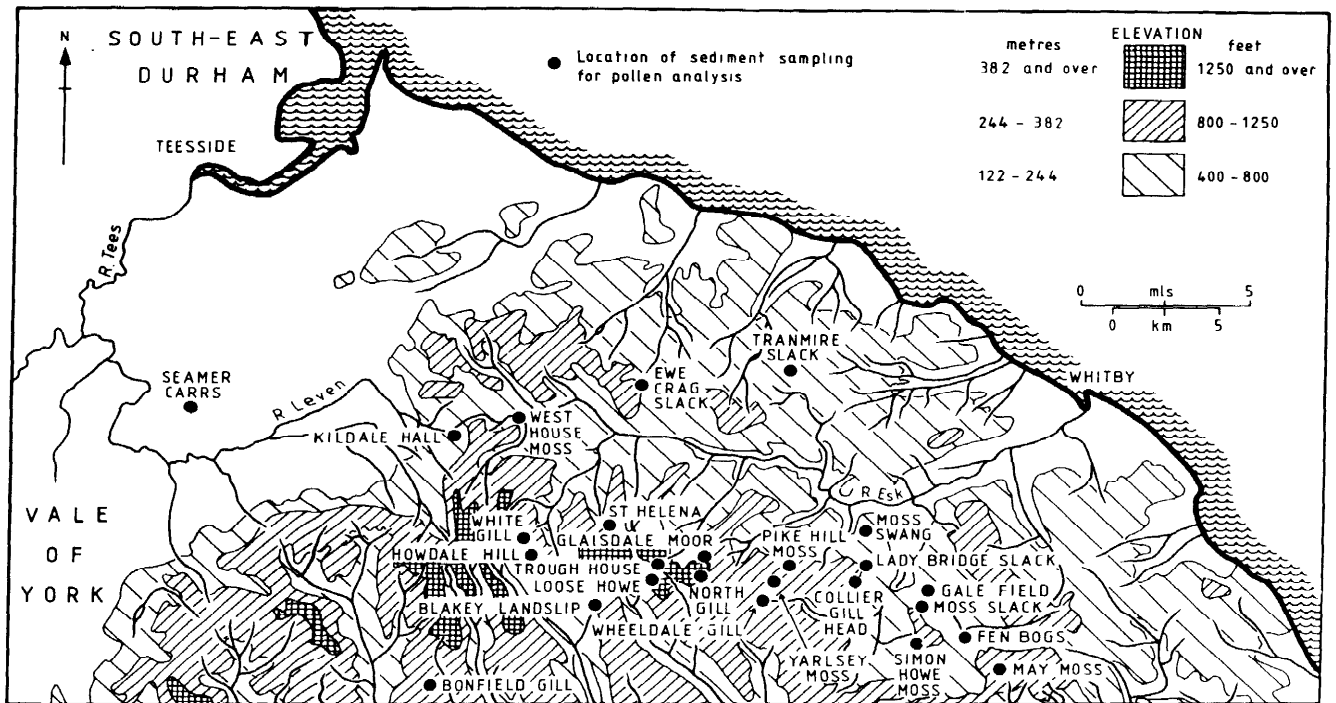 N
SOUTH-EAST
DURHAM
TEESSIDE
Location of sediment sampling
for pollen analysis
ELEVATION
metres
feet
382 and over
1250 and over
244 - 382
800 - 1250
122 - 244
400 - 800
0 mls 5
0 km 5
R. Tees
SEAMER
CARRS
R Leven
KILDALE HALL
WEST
HOUSE
MOSS
EWE
CRAG
SLACK
TRANMIRE
SLACK
WHITBY
R Esk
VALE
OF
YORK
WHITE
GILL
ST HELENA
GLAISDALE MOOR
HOWDALE HILL
TROUGH HOUSE
LOOSE HOWE
BLAKEY LANDSLIP
NORTH
GILL
WHEELDALE GILL
PIKE HILL
MOSS
MOSS
SWANG
LADY BRIDGE SLACK
COLLIER
GILL
HEAD
GALE FIELD
MOSS SLACK
YARLSEY
MOSS
SIMON
HOWE
MOSS
FEN BOGS
MAY MOSS
BONFIELD GILL